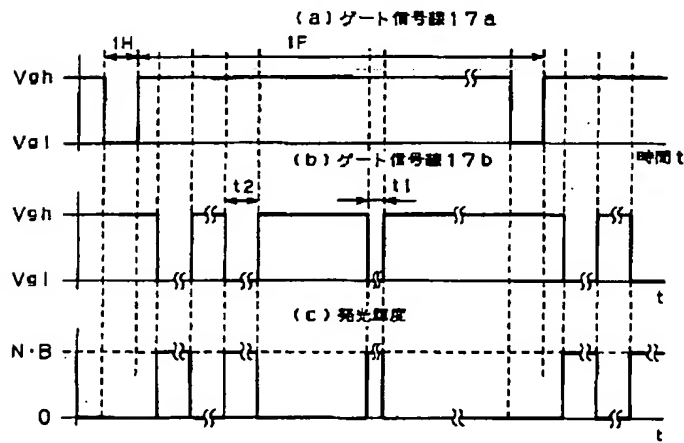 (a)ゲート信号線17a
1H
1F
Vgh
Vgl
時間t
(b)ゲート信号線17b
t2
t1
Vgh
Vgl
t
(c)発光輝度
N・B
0
t